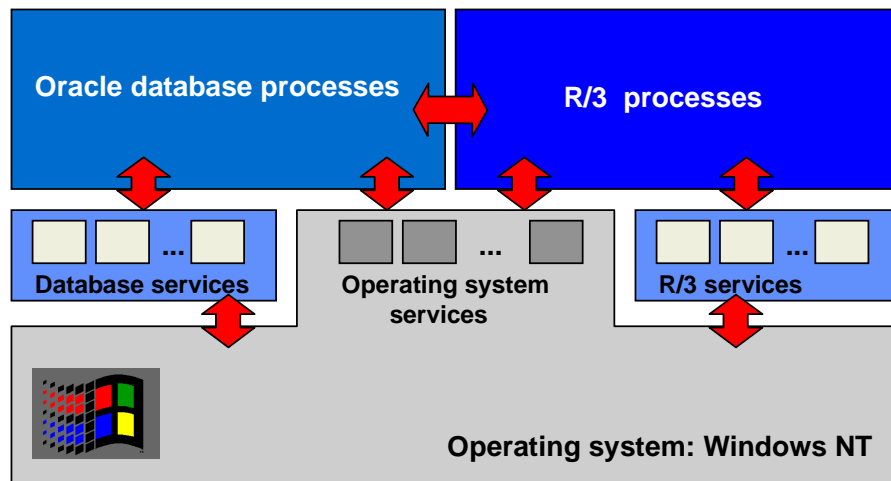 Oracle database processes
R/3 processes
...
...
...
Database services
Operating system
services
R/3 services
Operating system: Windows NT